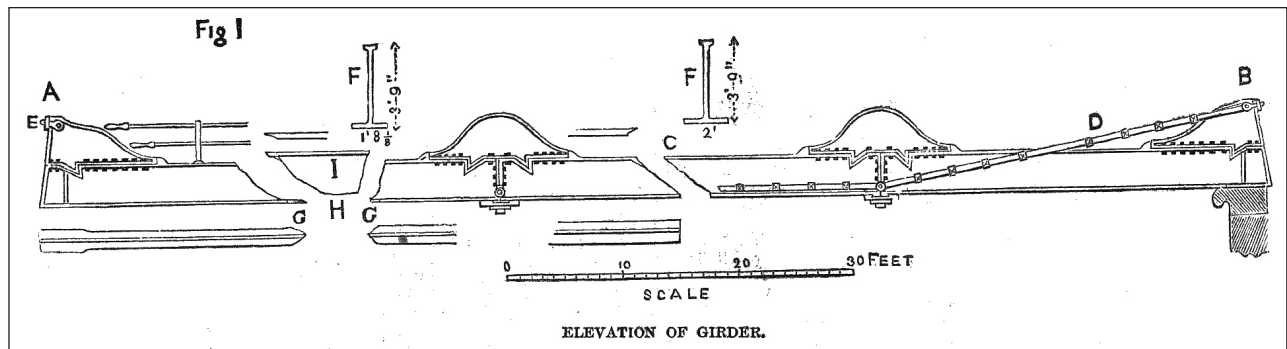 Fig 1
F 3'-9"
1' 8 1/8
F 3'-9"
2'
A
E
B
D
C
I
G H G
0 10 20 30 FEET
SCALE
ELEVATION OF GIRDER.